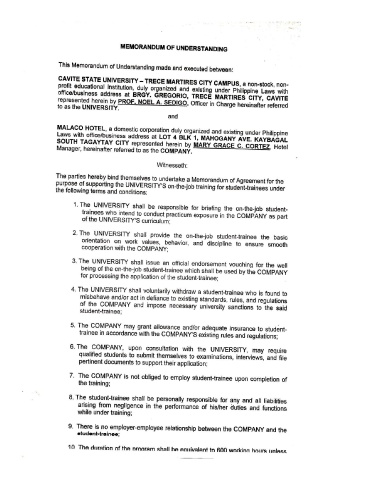 MEMORANDUM OF UNDERSTANDING
This Memorandum of Understanding made and executed between:
CAVITE STATE UNIVERSITY – TRECE MARTIRES CITY CAMPUS, a non-stock, non-
profit educational Institution, duly organized and existing under Philippine Laws with
office/business address at BRGY. GREGORIO, TRECE MARTIRES CITY, CAVITE
represented herein by PROF. NOEL A. SEDIGO, Officer in Charge hereinafter referred
to as the UNIVERSITY.
and
MALACO HOTEL, a domestic corporation duly organized and existing under Philippine
Laws with office/business address at LOT 4 BLK 1, MAHOGANY AVE. KAYBAGAL
SOUTH TAGAYTAY CITY represented herein by MARY GRACE C. CORTEZ, Hotel
Manager, hereinafter referred to as the COMPANY.
Witnesseth:
The parties hereby bind themselves to undertake a Memorandum of Agreement for the
purpose of supporting the UNIVERSITY'S on-the-job training for student-trainees under
the following terms and conditions:
1. The UNIVERSITY shall be responsible for briefing the on-the-job student-
trainees who intend to conduct practicum exposure in the COMPANY as part
of the UNIVERSITY'S curriculum;
2. The UNIVERSITY shall provide the on-the-job student-trainee the basic
orientation on work values, behavior, and discipline to ensure smooth
cooperation with the COMPANY;
3. The UNIVERSITY shall issue an official endorsement vouching for the well
being of the on-the-job student-trainee which shall be used by the COMPANY
for processing the application of the student-trainee;
4. The UNIVERSITY shall voluntarily withdraw a student-trainee who is found to
misbehave and/or act in defiance to existing standards, rules, and regulations
of the COMPANY and impose necessary university sanctions to the said
student-trainee;
5. The COMPANY may grant allowance and/or adequate insurance to student-
trainee in accordance with the COMPANY'S existing rules and regulations;
6. The COMPANY, upon consultation with the UNIVERSITY, may require
qualified students to submit themselves to examinations, interviews, and file
pertinent documents to support their application;
7. The COMPANY is not obliged to employ student-trainee upon completion of
the training;
8. The student-trainee shall be personally responsible for any and all liabilities
arising from negligence in the performance of his/her duties and functions
while under training;
9. There is no employer-employee relationship between the COMPANY and the
student-trainee;
10. The duration of the program shall be equivalent to 600 working hours unless